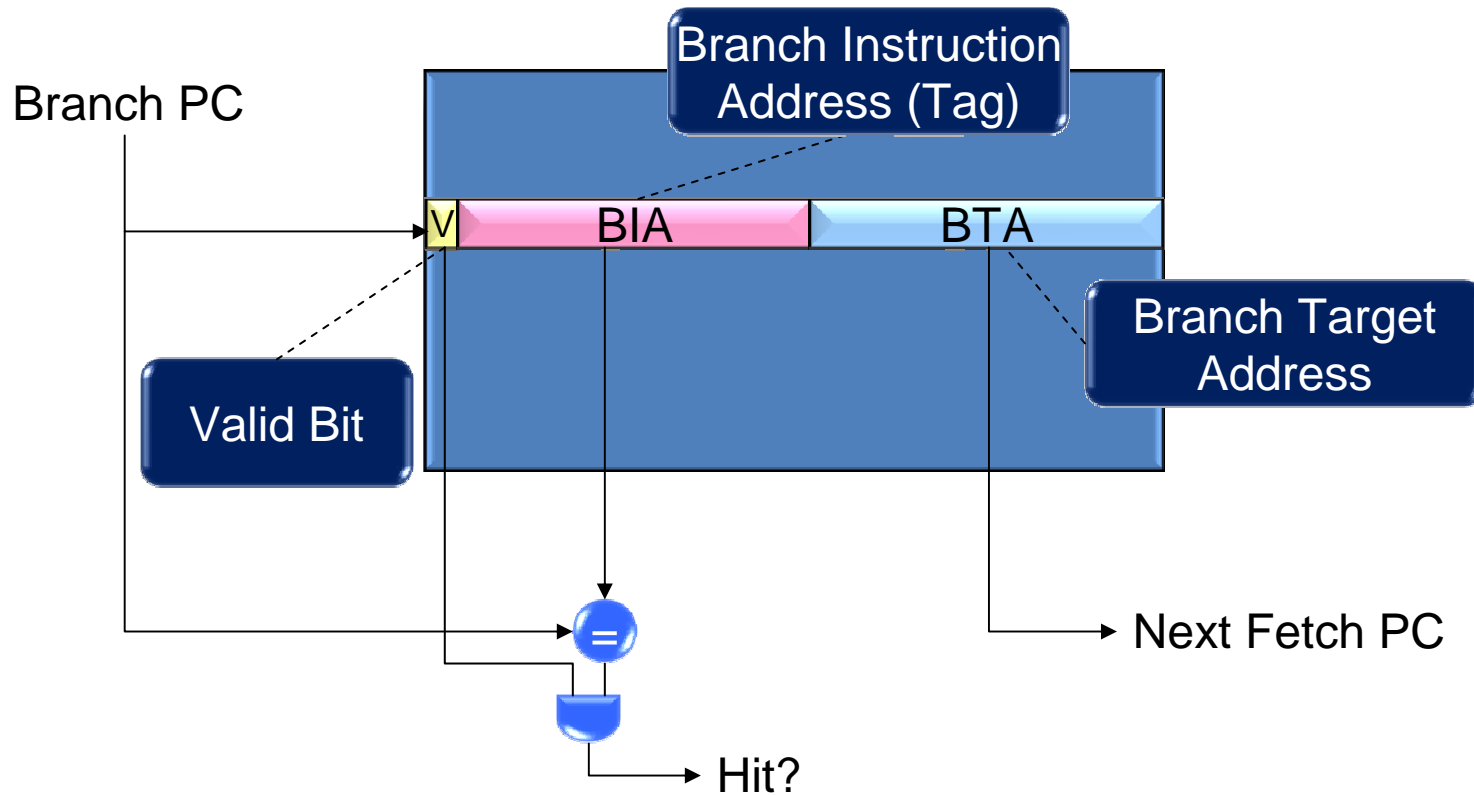 Branch Instruction
Address (Tag)
Branch PC
V
BIA
BTA
Branch Target
Address
Valid Bit
=
Next Fetch PC
Hit?